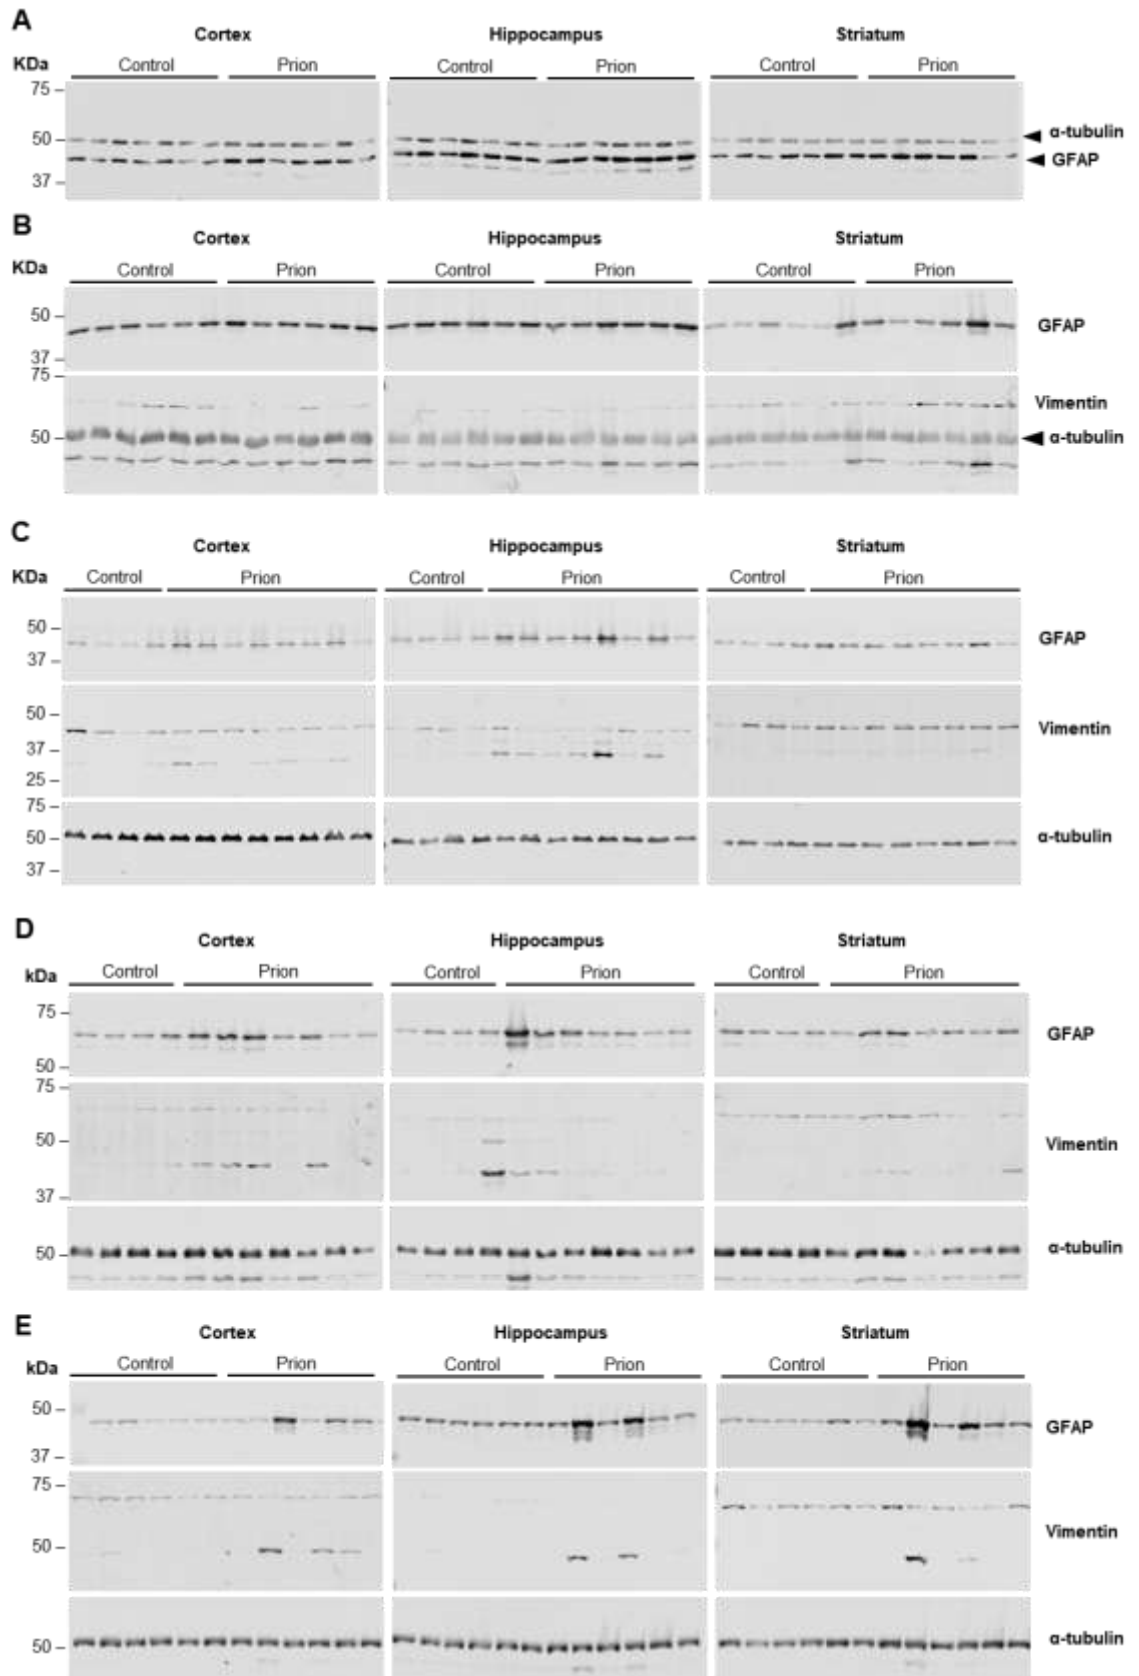 A
Cortex Hippocampus Striatum
KDa Control Prion Control Prion Control Prion
75
50 α-tubulin
GFAP
37
B
Cortex Hippocampus Striatum
KDa Control Prion Control Prion Control Prion
50 GFAP
37
75
Vimentin
50 α-tubulin
C
Cortex Hippocampus Striatum
KDa Control Prion Control Prion Control Prion
50 GFAP
37
50 Vimentin
37
25
75
50 α-tubulin
37
D
Cortex Hippocampus Striatum
kDa Control Prion Control Prion Control Prion
75 GFAP
50
75
50 Vimentin
37
50 α-tubulin
E
Cortex Hippocampus Striatum
kDa Control Prion Control Prion Control Prion
50 GFAP
37
75
Vimentin
50
50 α-tubulin